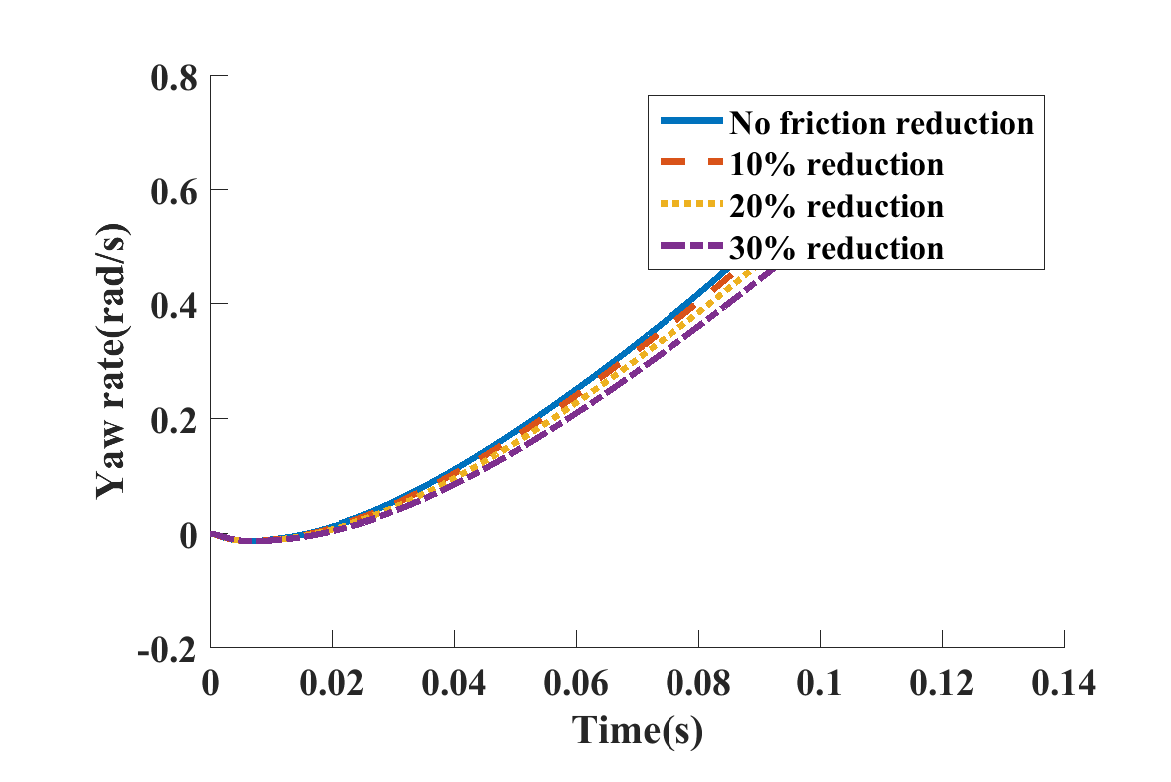 0.8
0.6
0.4
0.2
0
-0.2
Yaw rate(rad/s)
No friction reduction
10% reduction
20% reduction
30% reduction
0
0.02
0.04
0.06
0.08
0.1
0.12
0.14
Time(s)